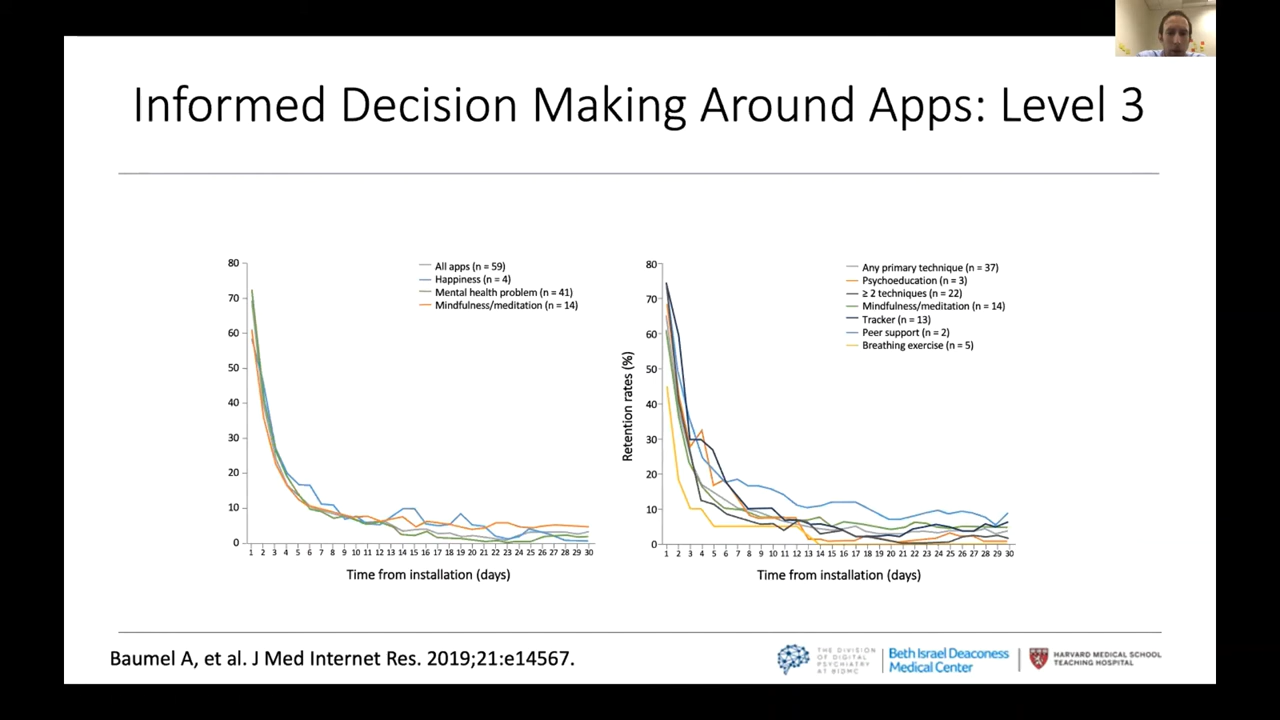 Informed Decision Making Around Apps: Level 3
80
70
60
50
40
30
20
10
0
All apps (n = 59)
Happiness (n = 4)
Mental health problem (n = 41)
Mindfulness/meditation (n = 14)
1 2 3 4 5 6 7 8 9 10 11 12 13 14 15 16 17 18 19 20 21 22 23 24 25 26 27 28 29 30
Time from installation (days)
Retention rates (%)
80
70
60
50
40
30
20
10
0
Any primary technique (n = 37)
Psychoeducation (n = 3)
≥ 2 techniques (n = 22)
Mindfulness/meditation (n = 14)
Tracker (n = 13)
Peer support (n = 2)
Breathing exercise (n = 5)
1 2 3 4 5 6 7 8 9 10 11 12 13 14 15 16 17 18 19 20 21 22 23 24 25 26 27 28 29 30
Time from installation (days)
Baumel A, et al. J Med Internet Res. 2019;21:e14567.
THE DIVISION
OF DIGITAL
PSYCHIATRY
AT BIDMC
Beth Israel Deaconess
Medical Center
HARVARD MEDICAL SCHOOL
TEACHING HOSPITAL